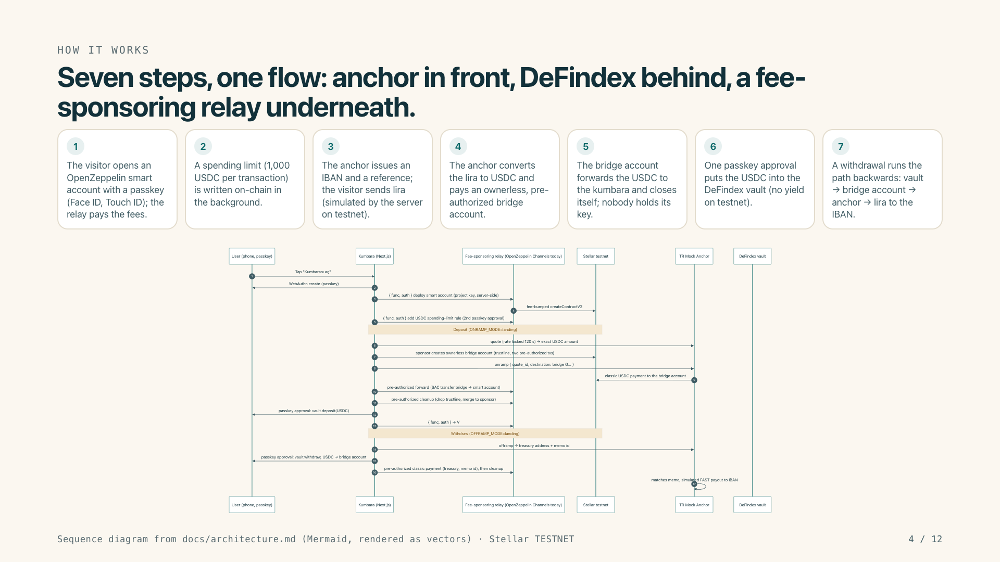 HOW IT WORKS
Seven steps, one flow: anchor in front, DeFindex behind, a fee-
sponsoring relay underneath.
1
The visitor opens an
OpenZeppelin smart
account with a passkey
(Face ID, Touch ID); the
relay pays the fees.
2
A spending limit (1,000
USDC per transaction)
is written on-chain in
the background.
3
The anchor issues an
IBAN and a reference;
the visitor sends lira
(simulated by the server
on testnet).
4
The anchor converts
the lira to USDC and
pays an ownerless, pre-
authorized bridge
account.
5
The bridge account
forwards the USDC to
the kumbara and closes
itself; nobody holds its
key.
6
One passkey approval
puts the USDC into the
DeFindex vault (no yield
on testnet).
7
A withdrawal runs the
path backwards: vault
→ bridge account →
anchor → lira to the
IBAN.
User (phone, passkey)
Kumbara (Next.js)
Fee-sponsoring relay (OpenZeppelin Channels today)
Stellar testnet
TR Mock Anchor
DeFindex vault
1
Tap "Kumbaranı aç"
WebAuthn create (passkey)
2
3
{ func, auth } deploy smart account (project key, server-side)
4
fee-bumped createContractV2
5
{ func, auth } add USDC spending-limit rule (2nd passkey approval)
Deposit (ONRAMP_MODE=landing)
6
quote (rate locked 120 s) → exact USDC amount
7
sponsor creates ownerless bridge account (trustline, two pre-authorized txs)
8
onramp { quote_id, destination: bridge G... }
classic USDC payment to the bridge account
9
10
pre-authorized forward (SAC transfer bridge → smart account)
11
pre-authorized cleanup (drop trustline, merge to sponsor)
passkey approval: vault.deposit(USDC)
12
13
{ func, auth } → V
Withdraw (OFFRAMP_MODE=landing)
14
offramp → treasury address + memo id
passkey approval: vault.withdraw, USDC → bridge account
15
16
pre-authorized classic payment (treasury, memo id), then cleanup
matches memo, simulated FAST payout to IBAN
17
User (phone, passkey)
Kumbara (Next.js)
Fee-sponsoring relay (OpenZeppelin Channels today)
Stellar testnet
TR Mock Anchor
DeFindex vault
Sequence diagram from docs/architecture.md (Mermaid, rendered as vectors) · Stellar TESTNET
4 / 12